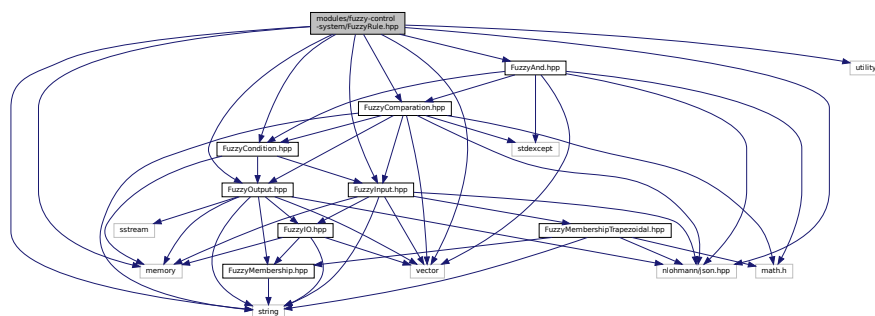 modules/fuzzy-control
-system/FuzzyRule.hpp
FuzzyAnd.hpp
utility
FuzzyComparation.hpp
FuzzyCondition.hpp
stdexcept
FuzzyOutput.hpp
FuzzyInput.hpp
sstream
FuzzyIO.hpp
FuzzyMembershipTrapezoidal.hpp
memory
FuzzyMembership.hpp
vector
nlohmann/json.hpp
math.h
string